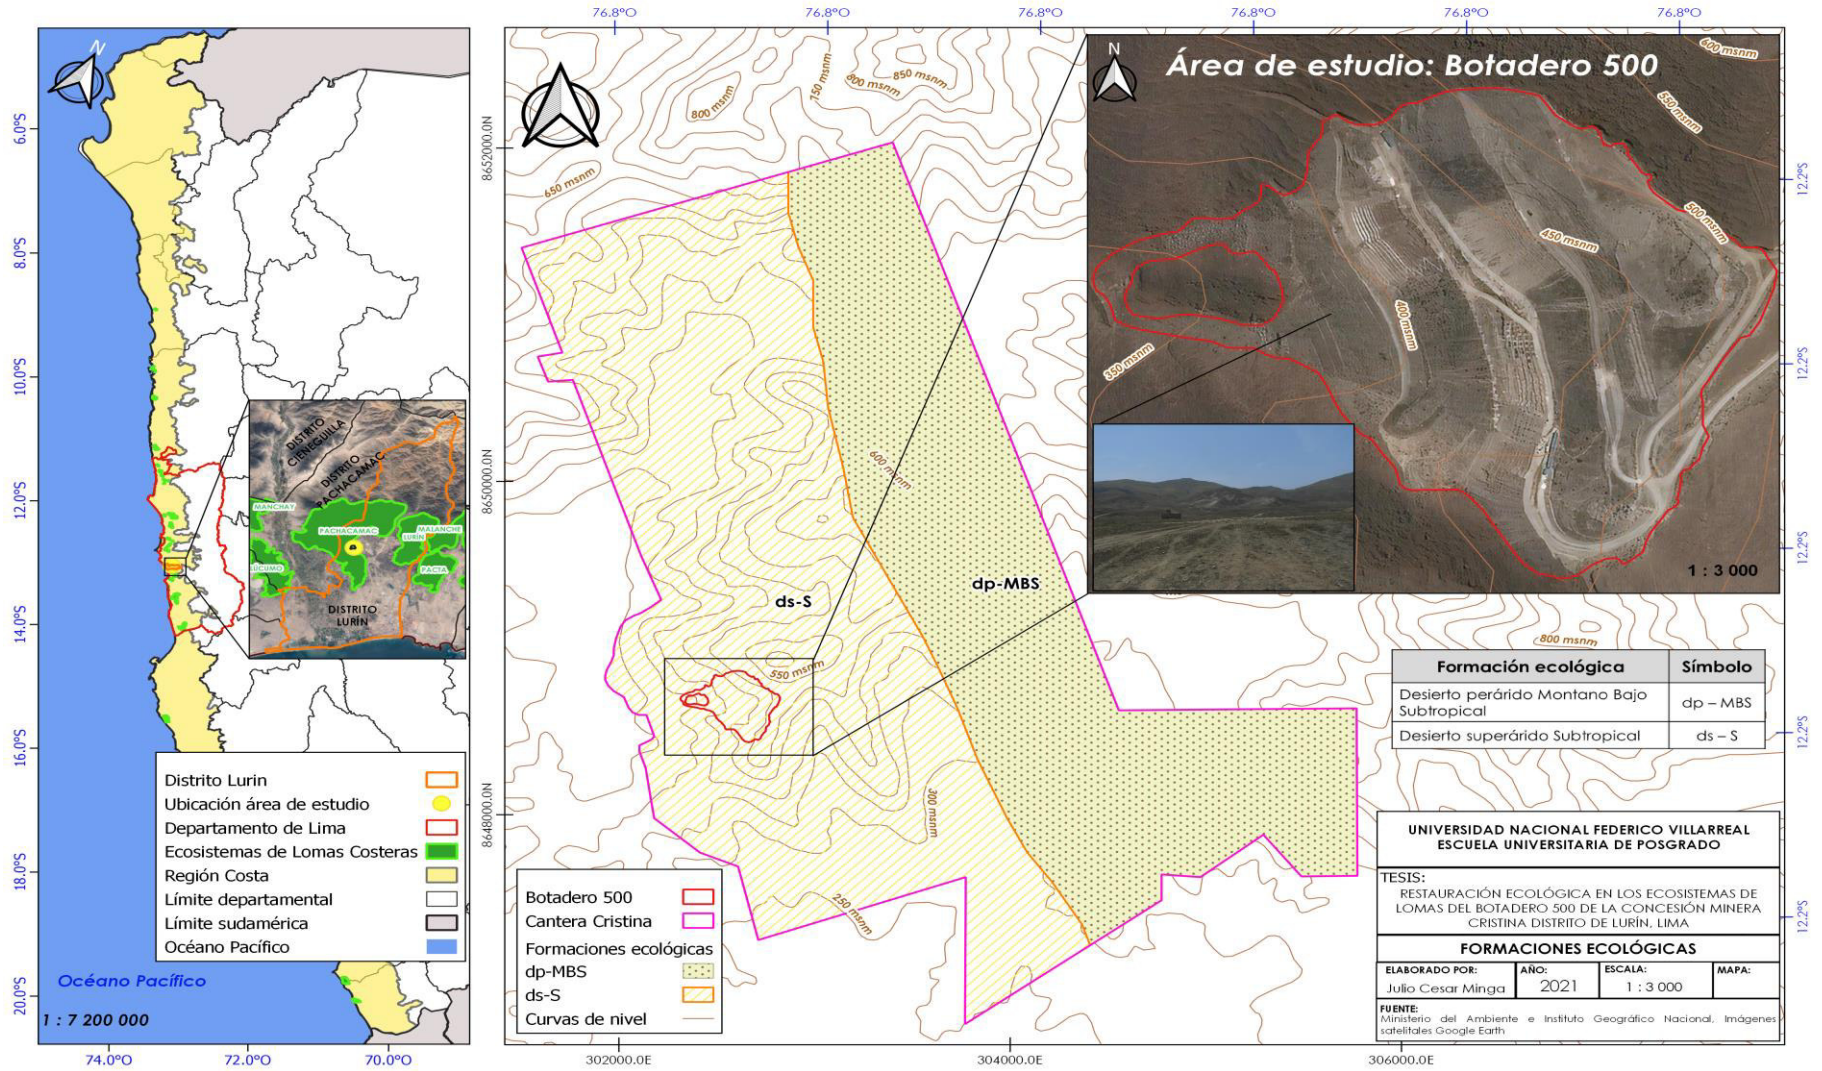 N
6.0°S
8.0°S
10.0°S
12.0°S
14.0°S
16.0°S
18.0°S
20.0°S
74.0°O
72.0°O
70.0°O
DISTRITO
CIENEGUILLA
DISTRITO
PACHACAMAC
MANCHAY
PACHACAMAC
MALANCHE
LURÍN
PACTA
LÚCUMO
DISTRITO
LURÍN
Distrito Lurin
Ubicación área de estudio
Departamento de Lima
Ecosistemas de Lomas Costeras
Región Costa
Límite departamental
Límite sudamérica
Océano Pacífico
Océano Pacífico
1 : 7 200 000
76.8°O
76.8°O
76.8°O
76.8°O
76.8°O
76.8°O
8652000.0N
8650000.0N
8648000.0N
302000.0E
304000.0E
306000.0E
12.2°S
12.2°S
12.2°S
12.2°S
12.2°S
800 msnm
750 msnm
800 msnm
850 msnm
650 msnm
600 msnm
550 msnm
300 msnm
250 msnm
800 msnm
ds-S
dp-MBS
Botadero 500
Cantera Cristina
Formaciones ecológicas
dp-MBS
ds-S
Curvas de nivel
N
Área de estudio: Botadero 500
600 msnm
550 msnm
500 msnm
450 msnm
400 msnm
350 msnm
1 : 3 000
Formación ecológica Símbolo
Desierto perárido Montano Bajo
Subtropical dp – MBS
Desierto superárido Subtropical ds – S
UNIVERSIDAD NACIONAL FEDERICO VILLARREAL
ESCUELA UNIVERSITARIA DE POSGRADO
TESIS:
RESTAURACIÓN ECOLÓGICA EN LOS ECOSISTEMAS DE
LOMAS DEL BOTADERO 500 DE LA CONCESIÓN MINERA
CRISTINA DISTRITO DE LURÍN, LIMA
FORMACIONES ECOLÓGICAS
ELABORADO POR: AÑO: ESCALA: MAPA:
Julio Cesar Minga 2021 1 : 3 000
FUENTE:
Ministerio del Ambiente e Instituto Geográfico Nacional, Imágenes
satelitales Google Earth